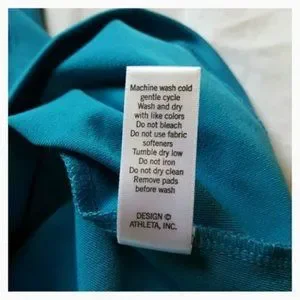 Machine wash cold
gentle cycle
Wash and dry
with like colors
Do not bleach
Do not use fabric
softeners
Tumble dry low
Do not iron
Do not dry clean
Remove pads
before wash
DESIGN ©
ATHLETA, INC.